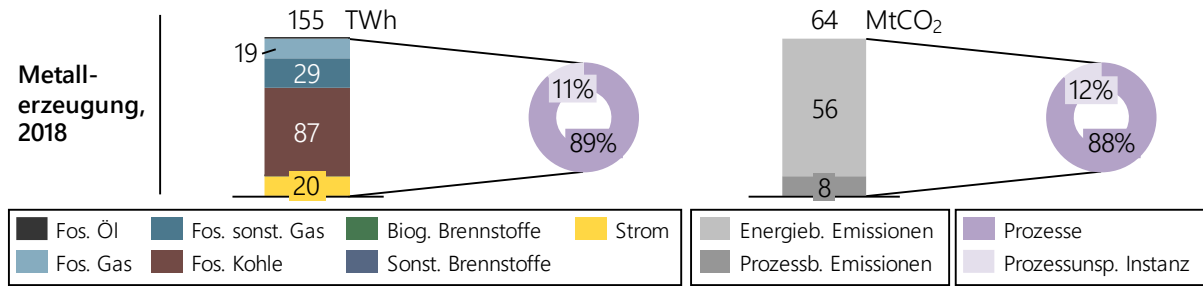 Metall-
erzeugung,
2018
155 TWh
19
29
87
20
11%
89%
64 MtCO₂
56
8
12%
88%
Fos. Öl
Fos. sonst. Gas
Biog. Brennstoffe
Strom
Fos. Gas
Fos. Kohle
Sonst. Brennstoffe
Energieb. Emissionen
Prozessb. Emissionen
Prozesse
Prozessunsp. Instanz